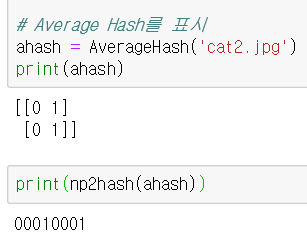 # Average Hash를 표시
ahash = AverageHash('cat2.jpg')
print(ahash)
[[0 1]
 [0 1]]
print(np2hash(ahash))
00010001